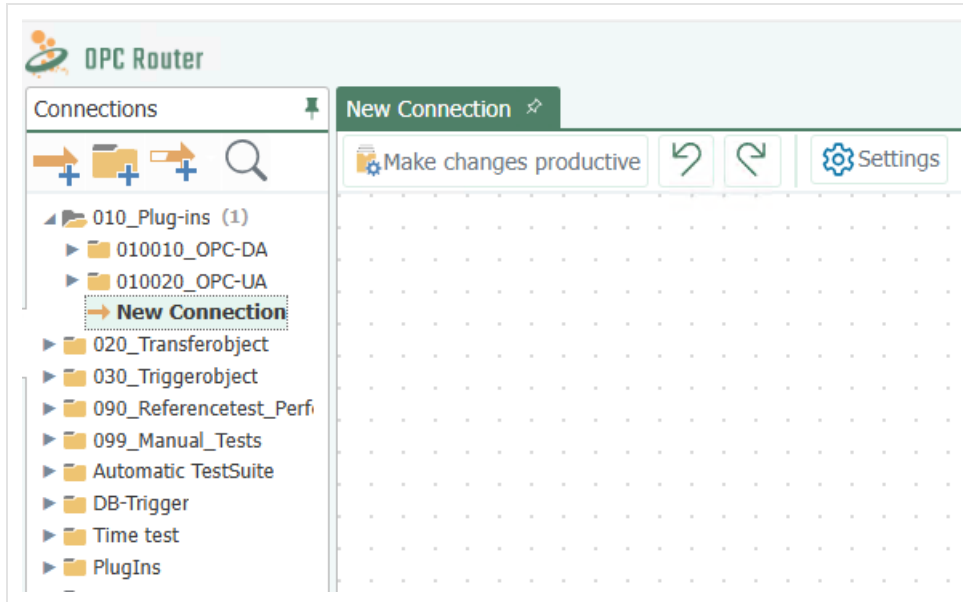 OPC Router
Connections
New Connection
Make changes productive
Settings
010_Plug-ins (1)
010010_OPC-DA
010020_OPC-UA
New Connection
020_Transferobject
030_Triggerobject
090_Referencetest_Perf
099_Manual_Tests
Automatic TestSuite
DB-Trigger
Time test
PlugIns